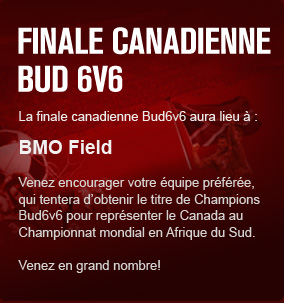 FINALE CANADIENNE
BUD 6V6
La finale canadienne Bud6v6 aura lieu à :
BMO Field
Venez encourager votre équipe préférée,
qui tentera d'obtenir le titre de Champions
Bud6v6 pour représenter le Canada au
Championnat mondial en Afrique du Sud.
Venez en grand nombre!